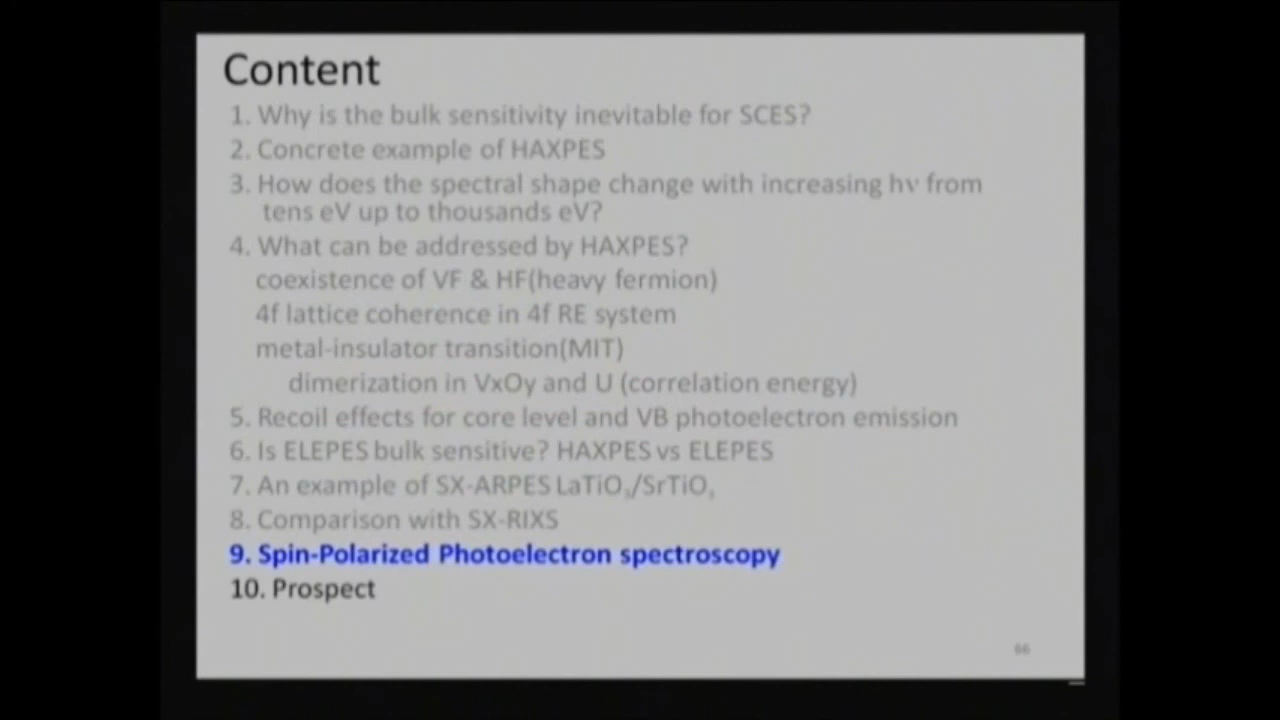 Content
1. Why is the bulk sensitivity inevitable for SCES?
2. Concrete example of HAXPES
3. How does the spectral shape change with increasing hν from
tens eV up to thousands eV?
4. What can be addressed by HAXPES?
coexistence of VF & HF(heavy fermion)
4f lattice coherence in 4f RE system
metal-insulator transition(MIT)
dimerization in VxOy and U (correlation energy)
5. Recoil effects for core level and VB photoelectron emission
6. Is ELEPES bulk sensitive? HAXPES vs ELEPES
7. An example of SX-ARPES LaTiO₃/SrTiO₃
8. Comparison with SX-RIXS
9. Spin-Polarized Photoelectron spectroscopy
10. Prospect
66